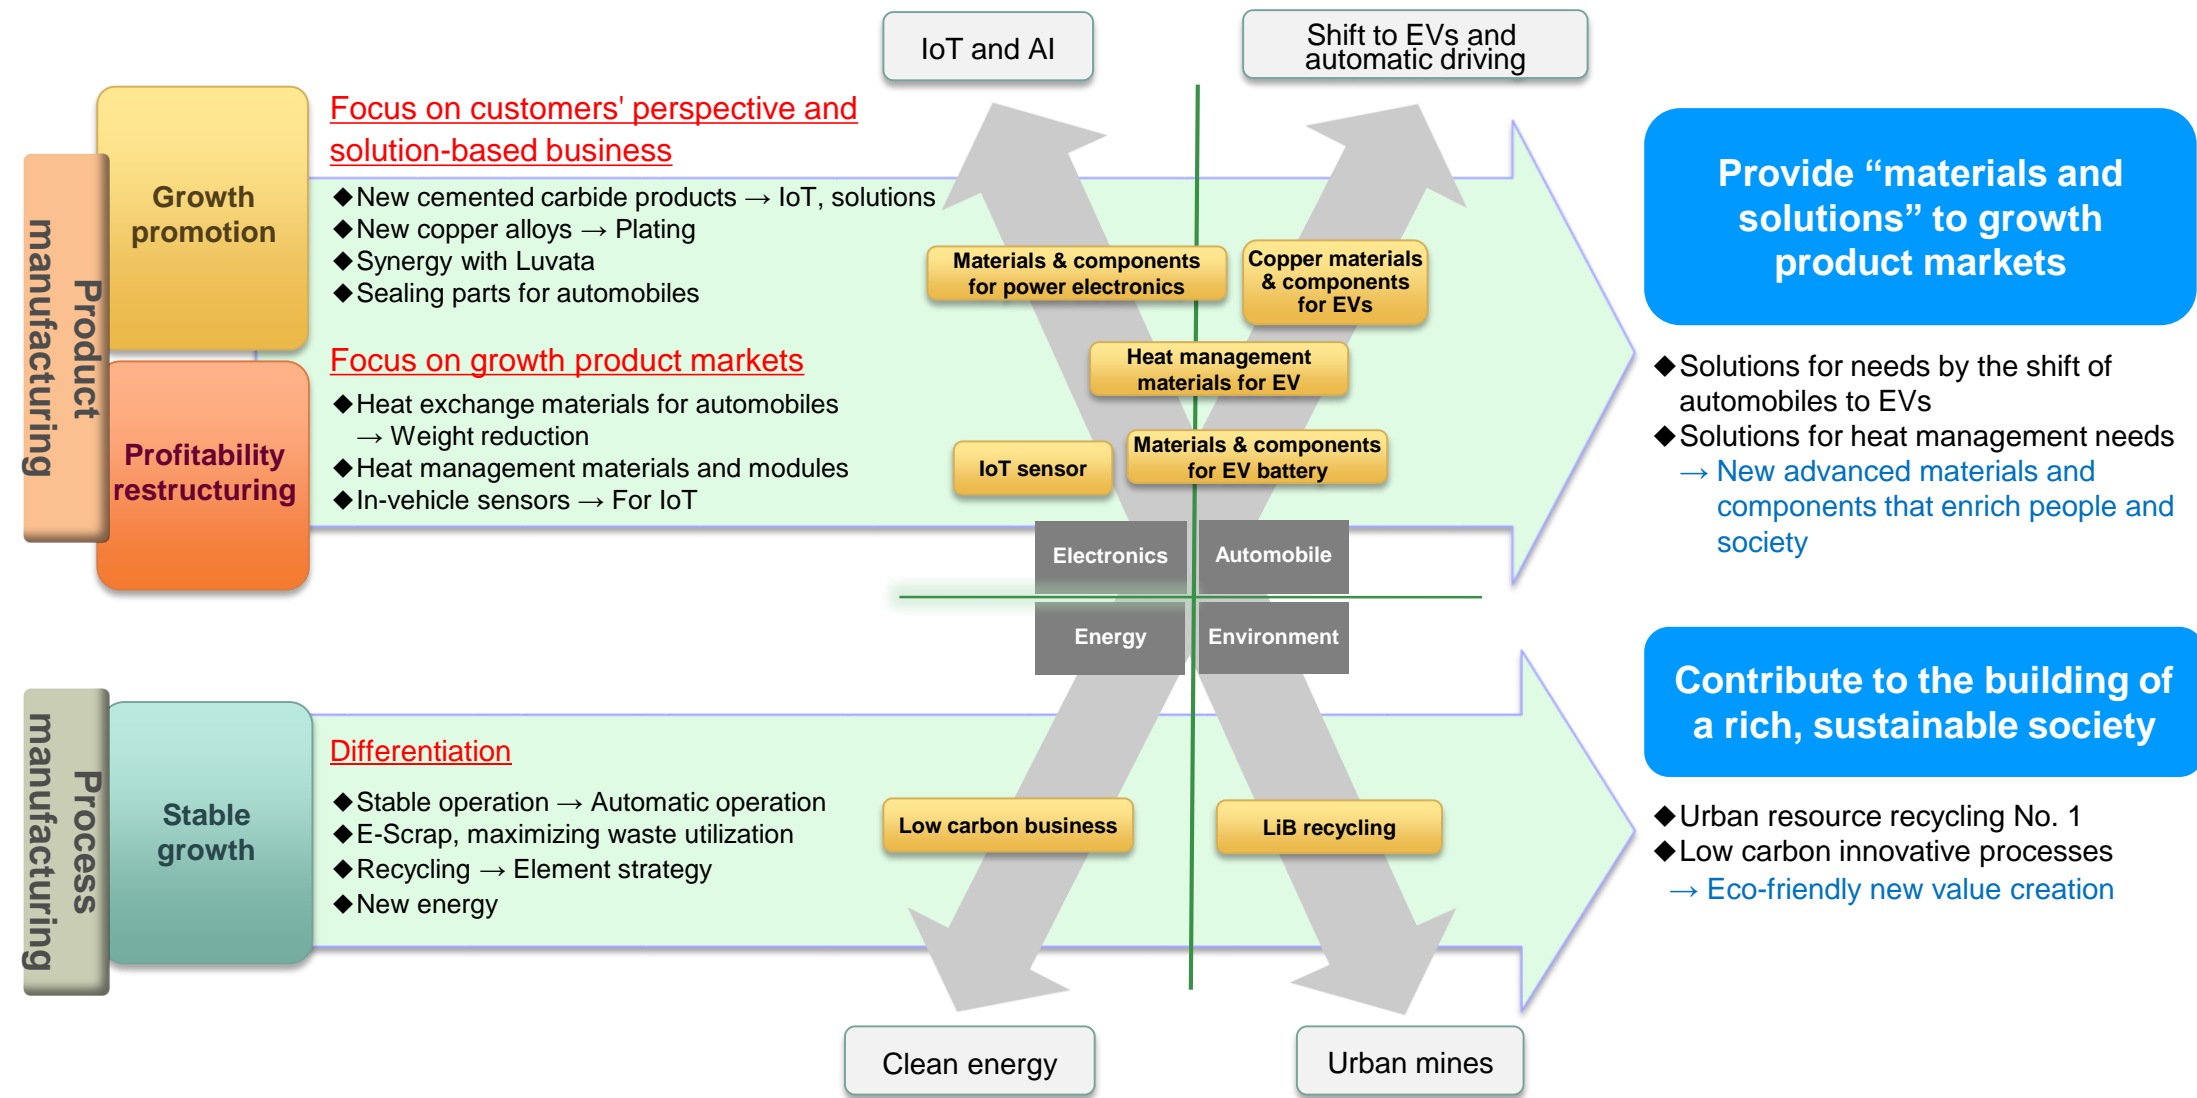 IoT and AI
Shift to EVs and
automatic driving
Product
manufacturing
Growth
promotion
Focus on customers' perspective and
solution-based business
◆New cemented carbide products → IoT, solutions
◆New copper alloys → Plating
◆Synergy with Luvata
◆Sealing parts for automobiles
Profitability
restructuring
Focus on growth product markets
◆Heat exchange materials for automobiles
→ Weight reduction
◆Heat management materials and modules
◆In-vehicle sensors → For IoT
Materials & components
for power electronics
Copper materials
& components
for EVs
Heat management
materials for EV
IoT sensor
Materials & components
for EV battery
Electronics
Automobile
Energy
Environment
Provide “materials and
solutions” to growth
product markets
◆Solutions for needs by the shift of
automobiles to EVs
◆Solutions for heat management needs
→ New advanced materials and
components that enrich people and
society
Process
manufacturing
Stable
growth
Differentiation
◆Stable operation → Automatic operation
◆E-Scrap, maximizing waste utilization
◆Recycling → Element strategy
◆New energy
Low carbon business
LiB recycling
Contribute to the building of
a rich, sustainable society
◆Urban resource recycling No. 1
◆Low carbon innovative processes
→ Eco-friendly new value creation
Clean energy
Urban mines